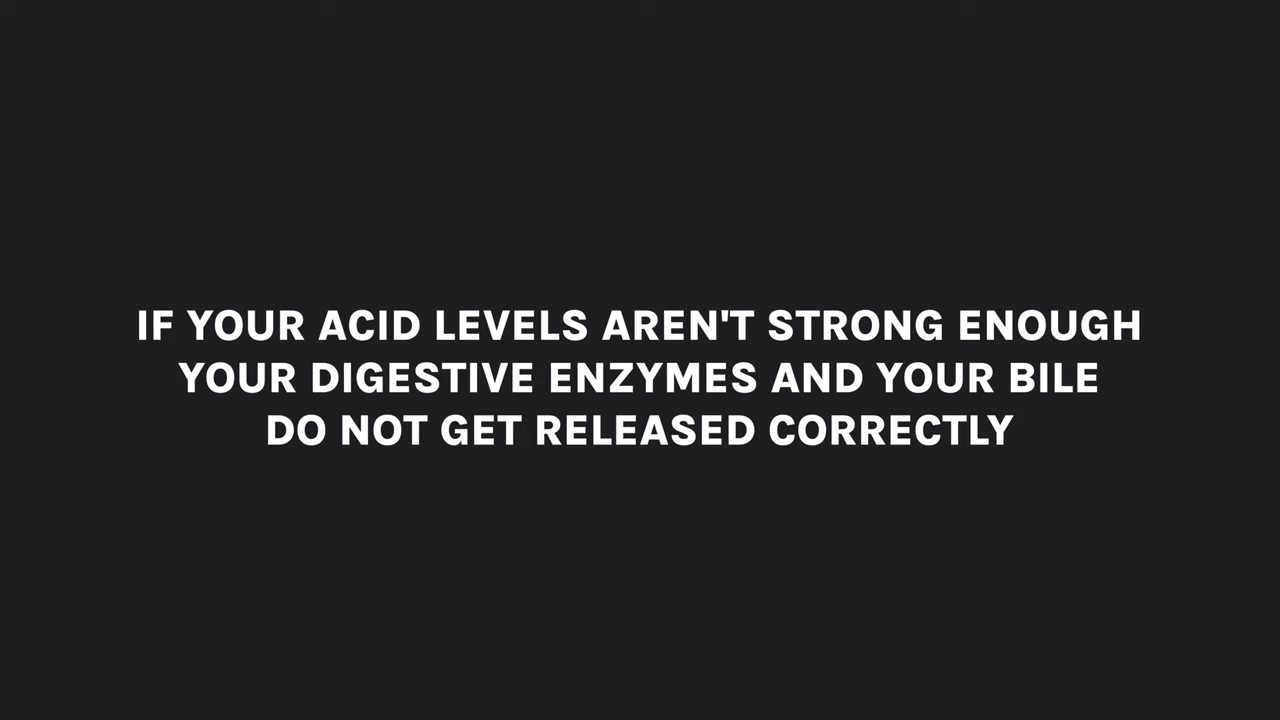 IF YOUR ACID LEVELS AREN'T STRONG ENOUGH
YOUR DIGESTIVE ENZYMES AND YOUR BILE
DO NOT GET RELEASED CORRECTLY